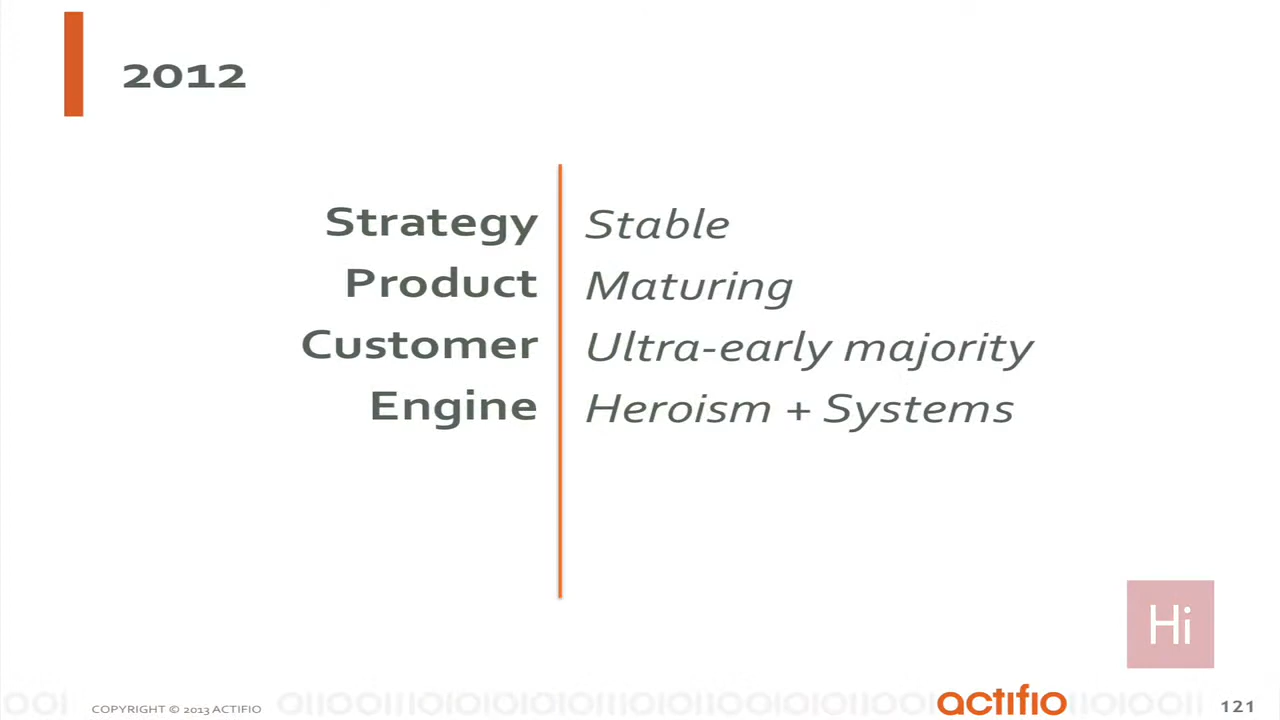 2012
Strategy Stable
Product Maturing
Customer Ultra-early majority
Engine Heroism + Systems
Hi
COPYRIGHT © 2013 ACTIFIO
actifio
121